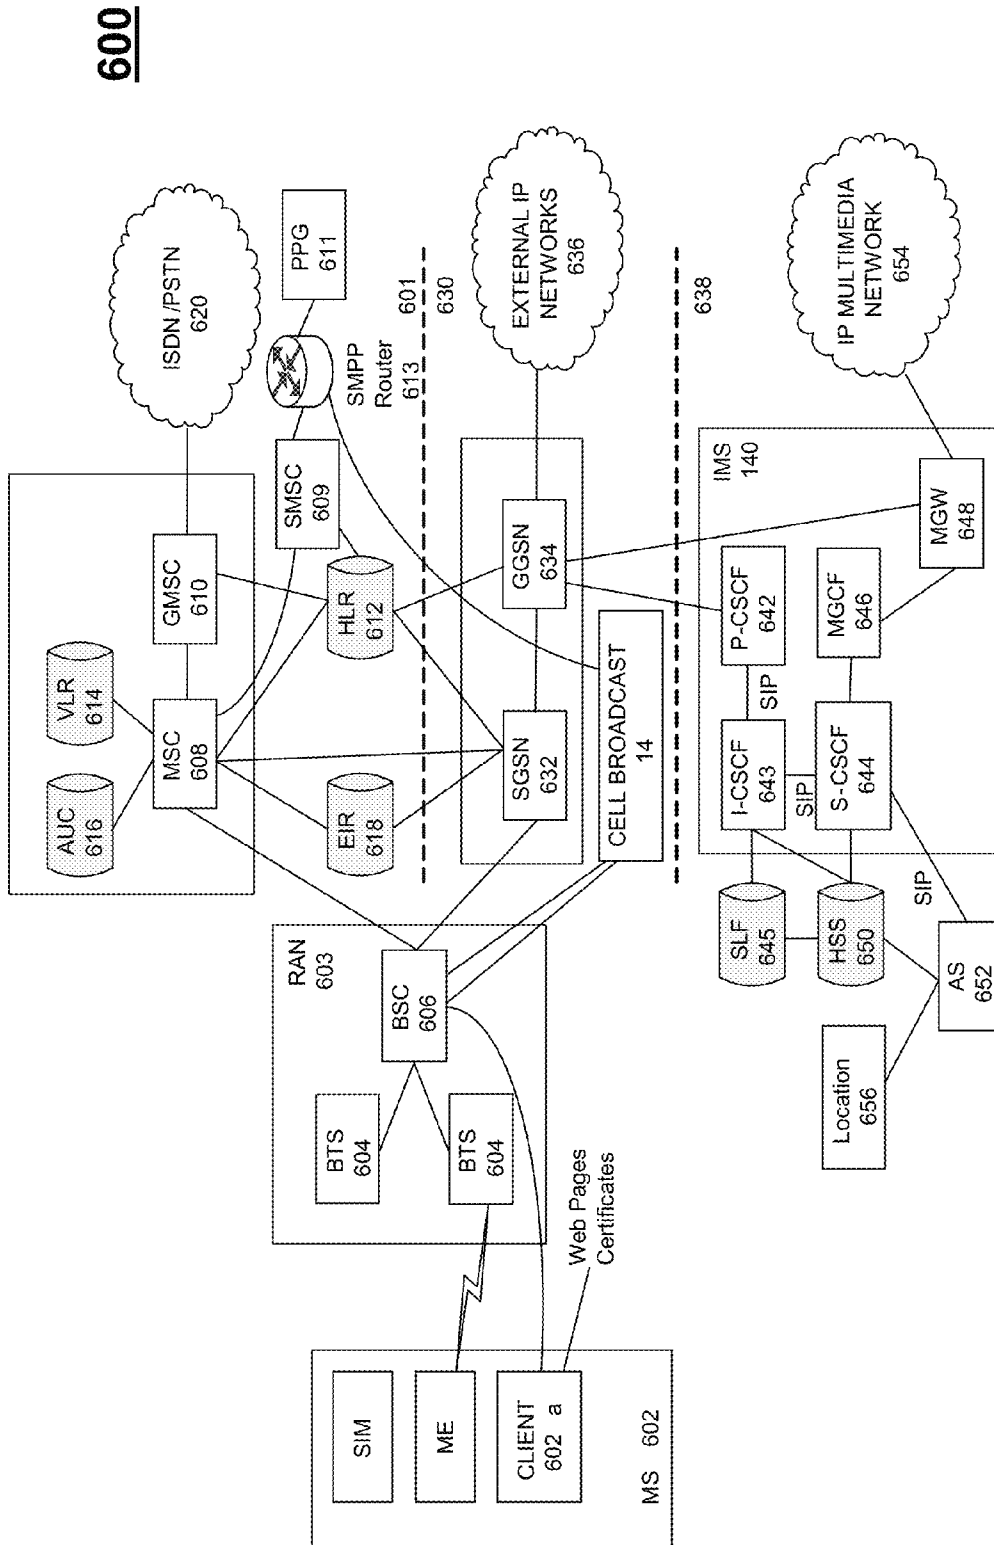 600
ISDN /PSTN
620
PPG
611
SMPP
Router
613
601
630
EXTERNAL IP
NETWORKS
636
638
IP MULTIMEDIA
NETWORK
654
GMSC
610
SMSC
609
HLR
612
VLR
614
MSC
608
AUC
616
EIR
618
GGSN
634
SGSN
632
CELL BROADCAST
14
IMS
140
MGW
648
P-CSCF
642
MGCF
646
SIP
I-CSCF
643
SIP
S-CSCF
644
SLF
645
HSS
650
SIP
AS
652
Location
656
RAN
603
BSC
606
BTS
604
BTS
604
Web Pages
Certificates
SIM
ME
CLIENT
602 a
MS 602